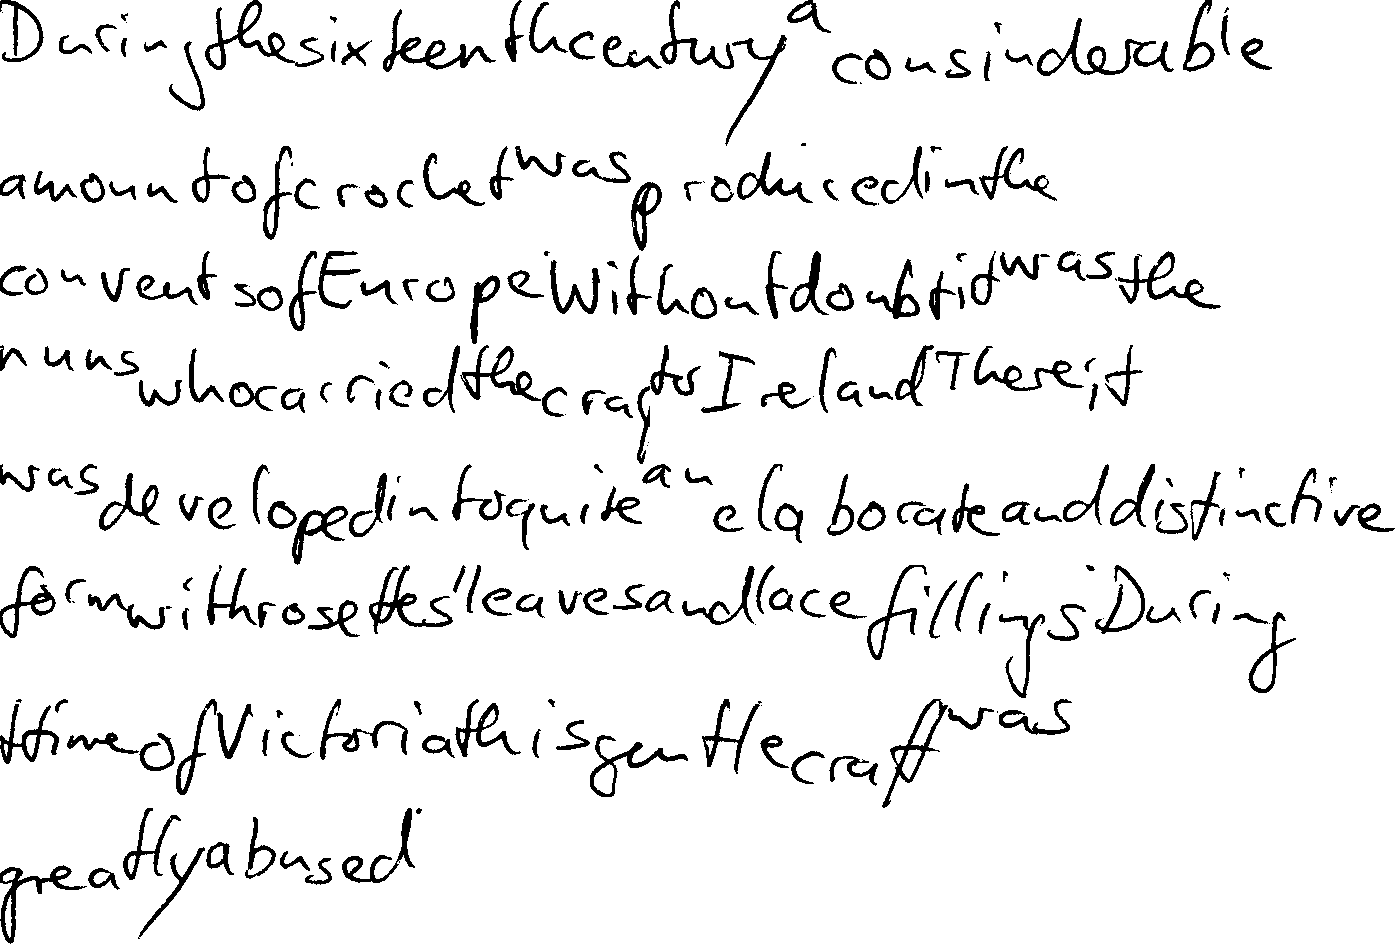 During the sixteenth century a consinderable
amount of crochet was produced in the
convents of Europe. Without doubt it was the
nuns who carried the craft to Ireland. There, it
was developed into quite an elaborate and distinctive
form with rosettes, leaves and lace fillings. During
ttime of Victoria this gentle craft was
greatly abused